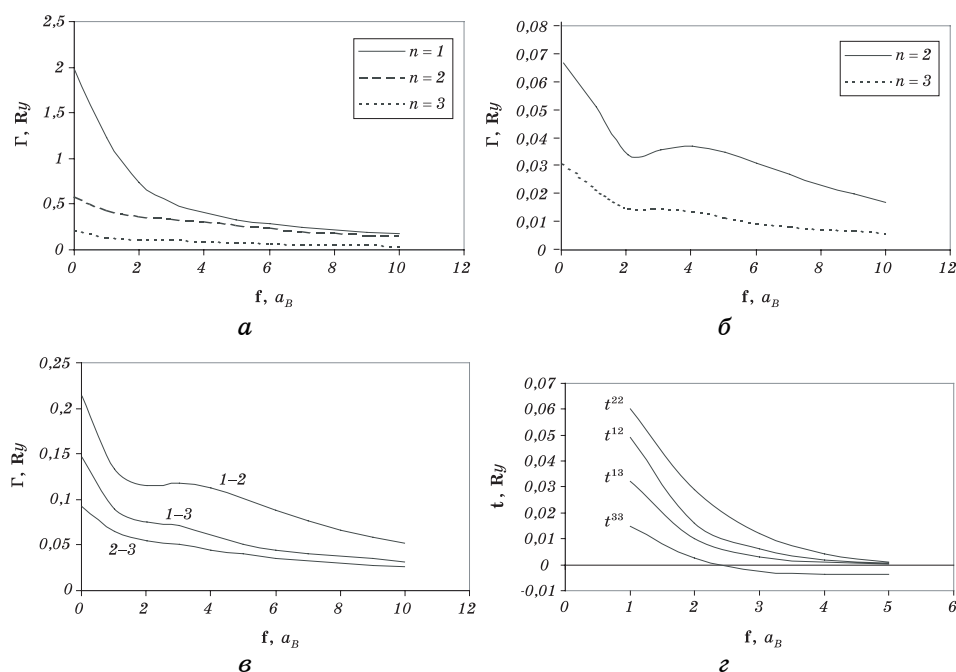 2,5
2
1,5
1
0,5
0
Γ, Ry
n = 1
n = 2
n = 3
0 2 4 6 8 10 12
f, a_B
а
0,08
0,07
0,06
0,05
0,04
0,03
0,02
0,01
0
Γ, Ry
n = 2
n = 3
0 2 4 6 8 10 12
f, a_B
б
0,25
0,2
0,15
0,1
0,05
0
Γ, Ry
1–2
1–3
2–3
0 2 4 6 8 10 12
f, a_B
в
0,07
0,06
0,05
0,04
0,03
0,02
0,01
0
-0,01
t, Ry
t²²
t¹²
t¹³
t³³
0 1 2 3 4 5 6
f, a_B
г